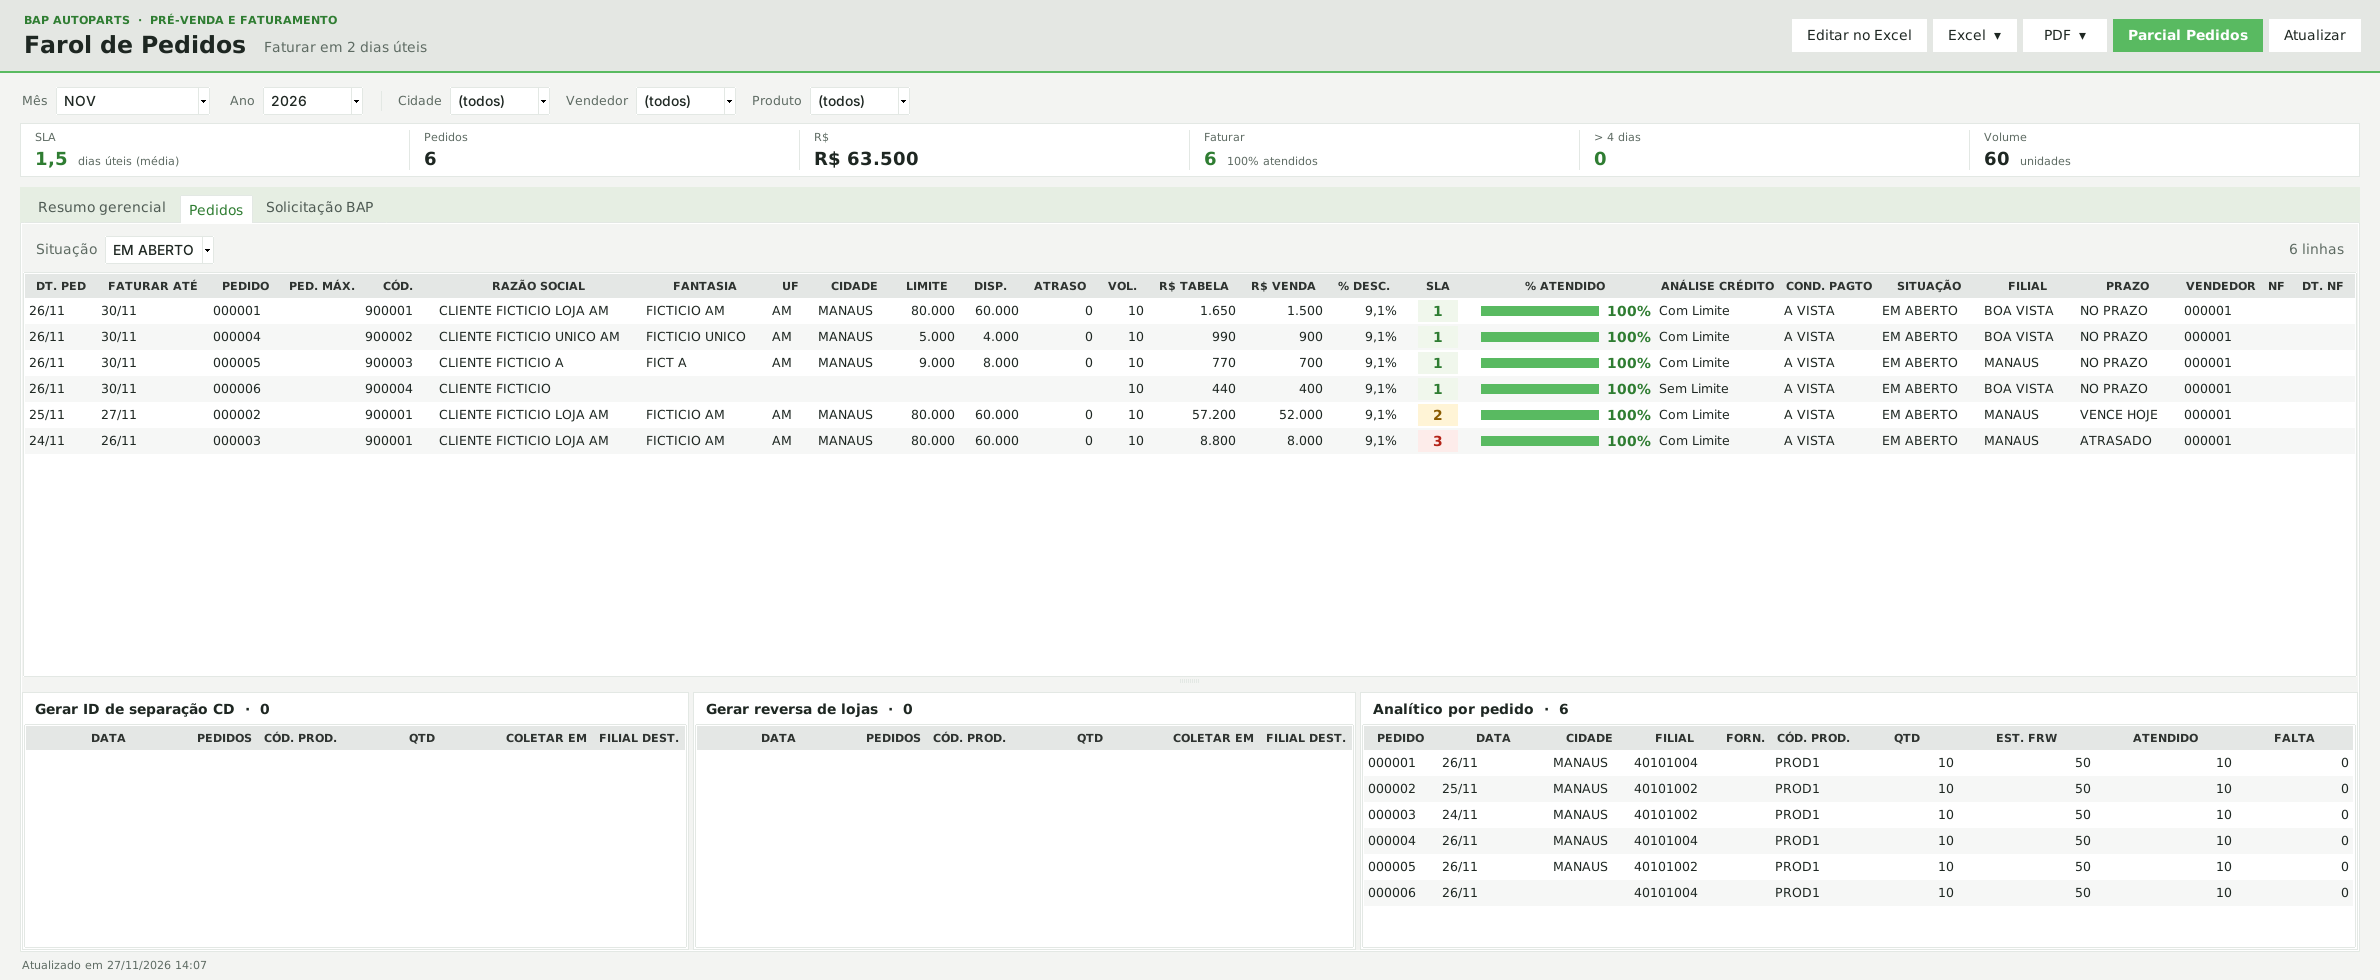 BAP AUTOPARTS · PRÉ-VENDA E FATURAMENTO
Farol de Pedidos Faturar em 2 dias úteis
Editar no Excel Excel ▾ PDF ▾ Parcial Pedidos Atualizar
Mês NOV Ano 2026 Cidade (todos) Vendedor (todos) Produto (todos)
SLA Pedidos R$ Faturar > 4 dias Volume
1,5 dias úteis (média) 6 R$ 63.500 6 100% atendidos 0 60 unidades
Resumo gerencial Pedidos Solicitação BAP
Situação EM ABERTO 6 linhas
DT. PED FATURAR ATÉ PEDIDO PED. MÁX. CÓD. RAZÃO SOCIAL FANTASIA UF CIDADE LIMITE DISP. ATRASO VOL. R$ TABELA R$ VENDA % DESC. SLA % ATENDIDO ANÁLISE CRÉDITO COND. PAGTO SITUAÇÃO FILIAL PRAZO VENDEDOR NF DT. NF
26/11 30/11 000001 900001 CLIENTE FICTICIO LOJA AM FICTICIO AM AM MANAUS 80.000 60.000 0 10 1.650 1.500 9,1% 1 100% Com Limite A VISTA EM ABERTO BOA VISTA NO PRAZO 000001
26/11 30/11 000004 900002 CLIENTE FICTICIO UNICO AM FICTICIO UNICO AM MANAUS 5.000 4.000 0 10 990 900 9,1% 1 100% Com Limite A VISTA EM ABERTO BOA VISTA NO PRAZO 000001
26/11 30/11 000005 900003 CLIENTE FICTICIO A FICT A AM MANAUS 9.000 8.000 0 10 770 700 9,1% 1 100% Com Limite A VISTA EM ABERTO MANAUS NO PRAZO 000001
26/11 30/11 000006 900004 CLIENTE FICTICIO 10 440 400 9,1% 1 100% Sem Limite A VISTA EM ABERTO BOA VISTA NO PRAZO 000001
25/11 27/11 000002 900001 CLIENTE FICTICIO LOJA AM FICTICIO AM AM MANAUS 80.000 60.000 0 10 57.200 52.000 9,1% 2 100% Com Limite A VISTA EM ABERTO MANAUS VENCE HOJE 000001
24/11 26/11 000003 900001 CLIENTE FICTICIO LOJA AM FICTICIO AM AM MANAUS 80.000 60.000 0 10 8.800 8.000 9,1% 3 100% Com Limite A VISTA EM ABERTO MANAUS ATRASADO 000001
Gerar ID de separação CD · 0
DATA PEDIDOS CÓD. PROD. QTD COLETAR EM FILIAL DEST.
Gerar reversa de lojas · 0
DATA PEDIDOS CÓD. PROD. QTD COLETAR EM FILIAL DEST.
Analítico por pedido · 6
PEDIDO DATA CIDADE FILIAL FORN. CÓD. PROD. QTD EST. FRW ATENDIDO FALTA
000001 26/11 MANAUS 40101004 PROD1 10 50 10 0
000002 25/11 MANAUS 40101002 PROD1 10 50 10 0
000003 24/11 MANAUS 40101002 PROD1 10 50 10 0
000004 26/11 MANAUS 40101004 PROD1 10 50 10 0
000005 26/11 MANAUS 40101002 PROD1 10 50 10 0
000006 26/11 40101004 PROD1 10 50 10 0
Atualizado em 27/11/2026 14:07